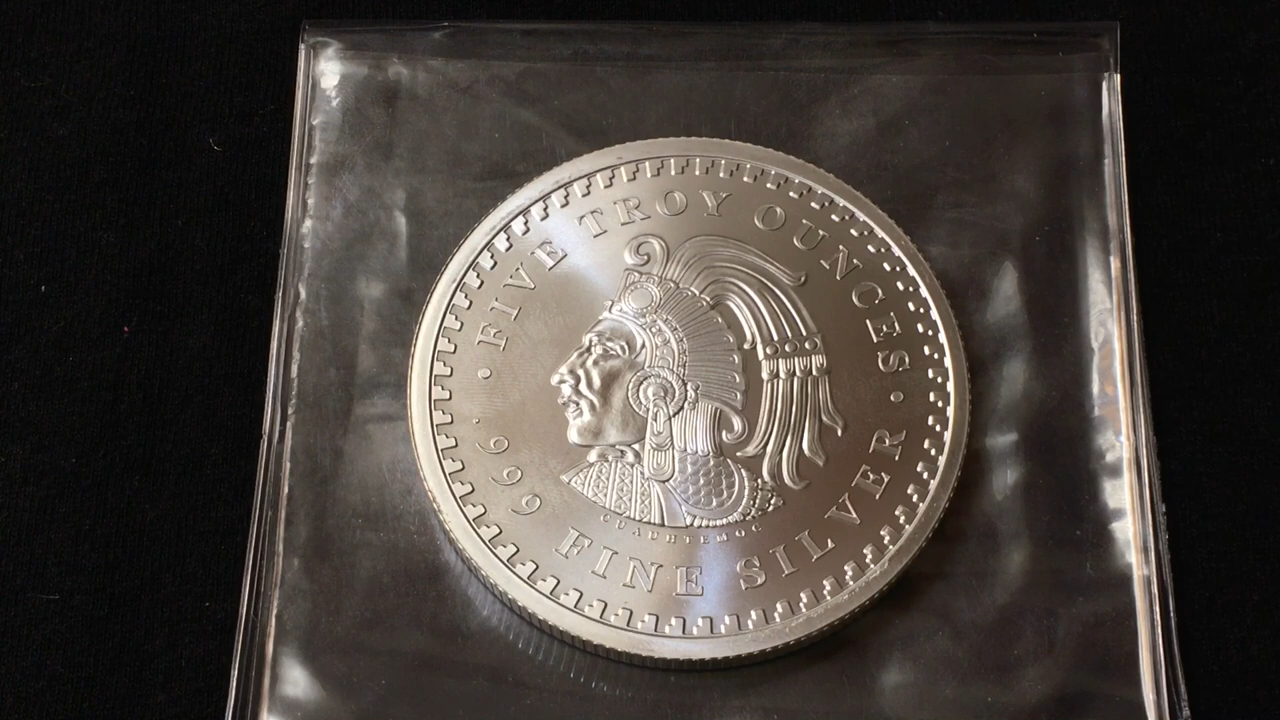 • FIVE TROY OUNCES •
.999 FINE SILVER
CUAUHTEMOC